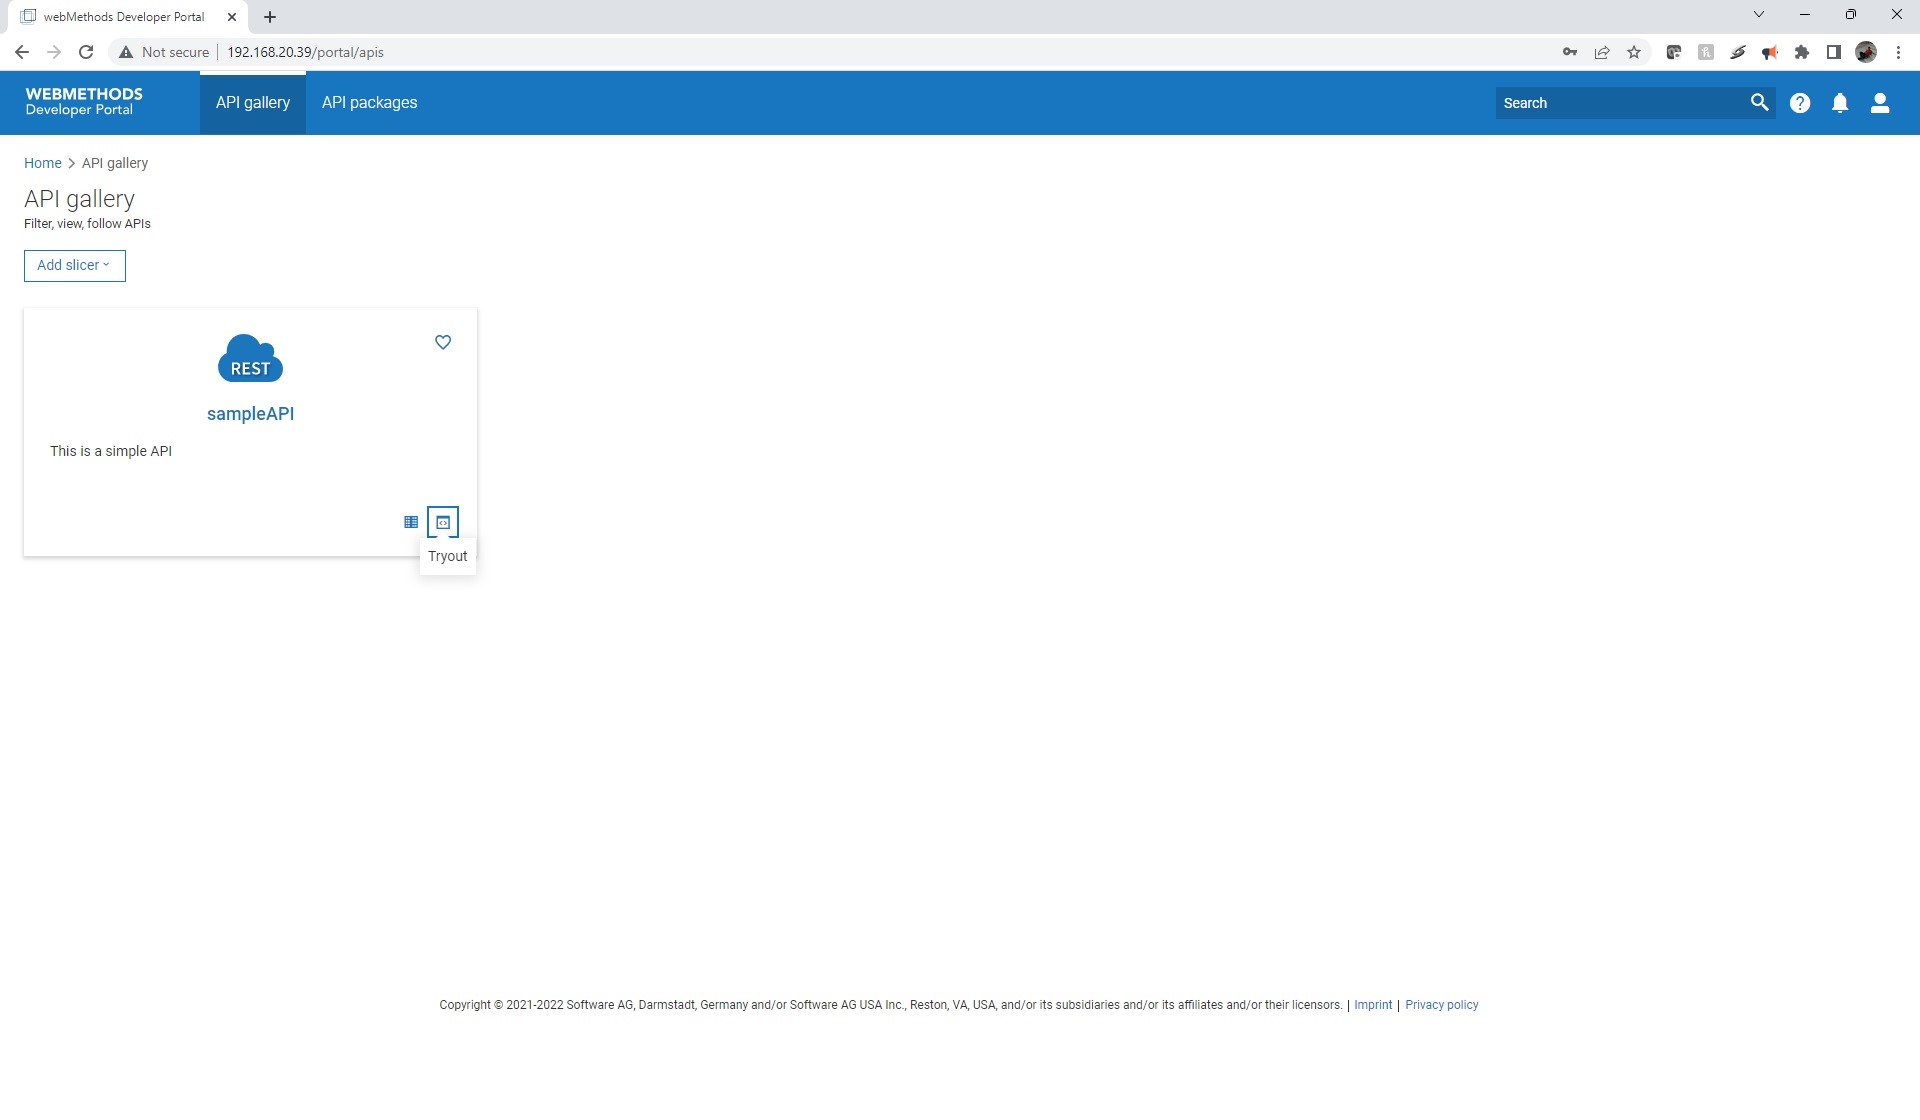 webMethods Developer Portal
Not secure
192.168.20.39/portal/apis
WEBMETHODS
Developer Portal
API gallery
API packages
Search
Home
API gallery
API gallery
Filter, view, follow APIs
Add slicer
REST
sampleAPI
This is a simple API
Tryout
Copyright © 2021-2022 Software AG, Darmstadt, Germany and/or Software AG USA Inc., Reston, VA, USA, and/or its subsidiaries and/or its affiliates and/or their licensors. | Imprint | Privacy policy